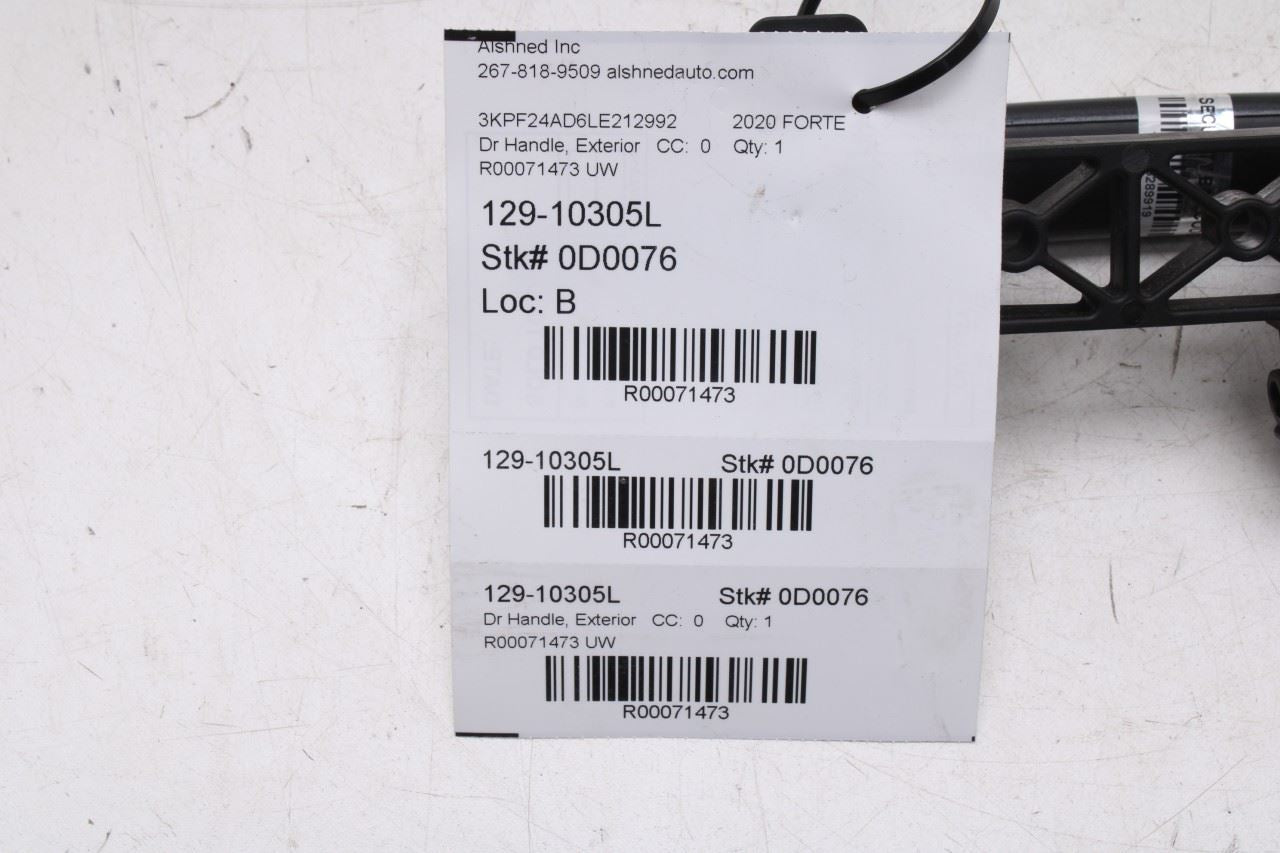 Alshned Inc
267-818-9509 alshnedauto.com
3KPF24AD6LE212992 2020 FORTE
Dr Handle, Exterior CC: 0 Qty: 1
R00071473 UW
129-10305L
Stk# 0D0076
Loc: B
R00071473
129-10305L Stk# 0D0076
R00071473
129-10305L Stk# 0D0076
Dr Handle, Exterior CC: 0 Qty: 1
R00071473 UW
R00071473